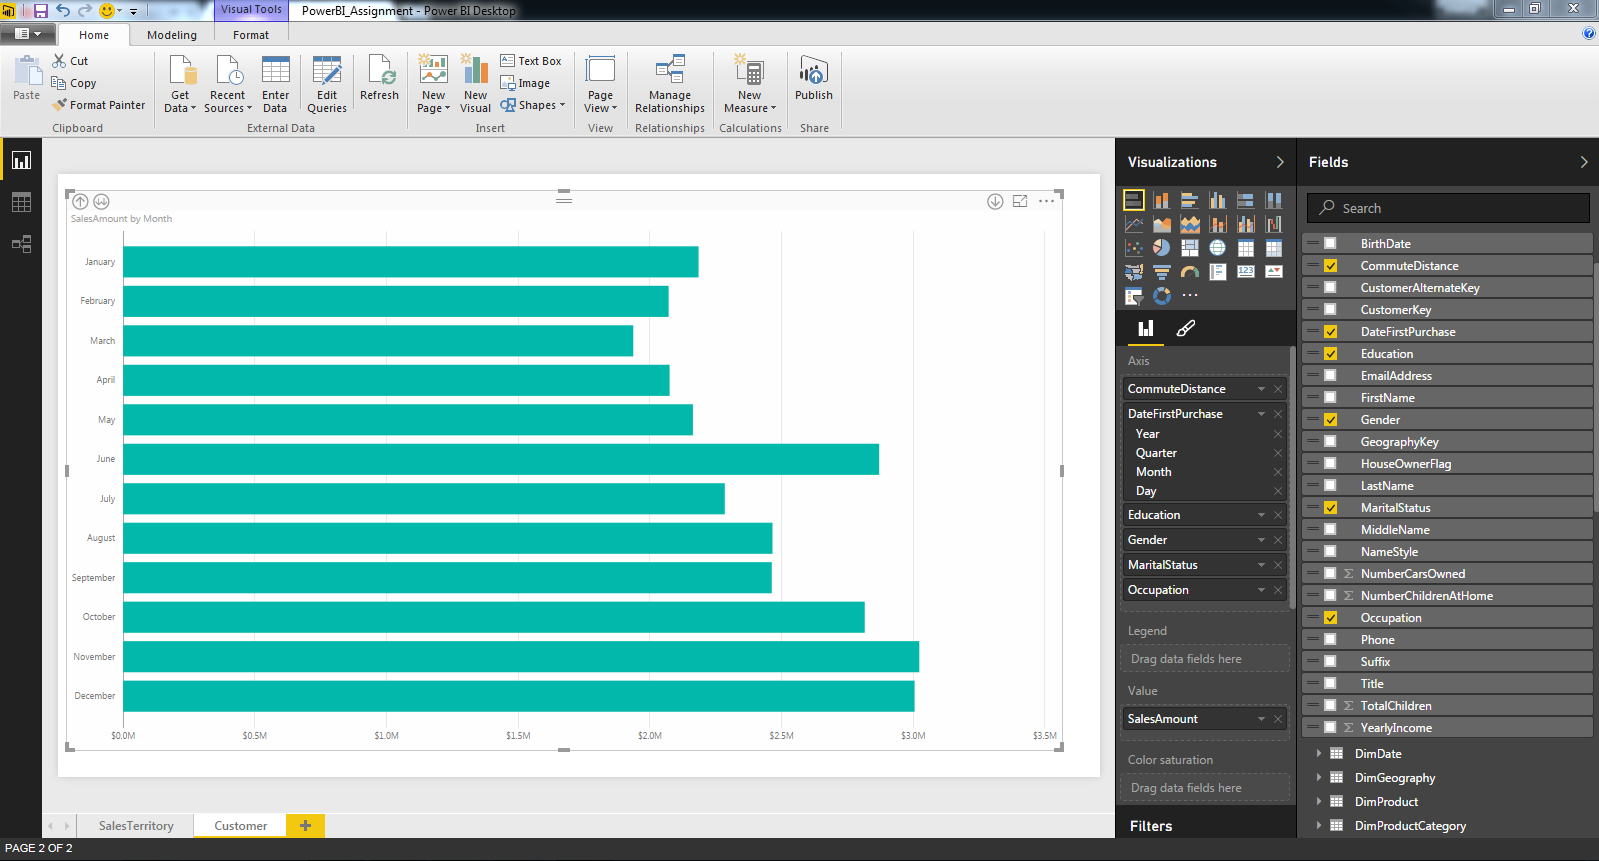 Visual Tools
PowerBI_Assignment - Power BI Desktop
Home
Modeling
Format
Paste
Cut
Copy
Format Painter
Clipboard
Get Data
Recent Sources
Enter Data
Edit Queries
Refresh
External Data
New Page
New Visual
Text Box
Image
Shapes
Insert
Page View
View
Manage Relationships
Relationships
New Measure
Calculations
Publish
Share
SalesAmount by Month
January
February
March
April
May
June
July
August
September
October
November
December
$0.0M
$0.5M
$1.0M
$1.5M
$2.0M
$2.5M
$3.0M
$3.5M
Visualizations
123
Axis
CommuteDistance
DateFirstPurchase
Year
Quarter
Month
Day
Education
Gender
MaritalStatus
Occupation
Legend
Drag data fields here
Value
SalesAmount
Color saturation
Drag data fields here
Filters
Fields
Search
BirthDate
CommuteDistance
CustomerAlternateKey
CustomerKey
DateFirstPurchase
Education
EmailAddress
FirstName
Gender
GeographyKey
HouseOwnerFlag
LastName
MaritalStatus
MiddleName
NameStyle
Σ NumberCarsOwned
Σ NumberChildrenAtHome
Occupation
Phone
Suffix
Title
Σ TotalChildren
Σ YearlyIncome
DimDate
DimGeography
DimProduct
DimProductCategory
SalesTerritory
Customer
PAGE 2 OF 2